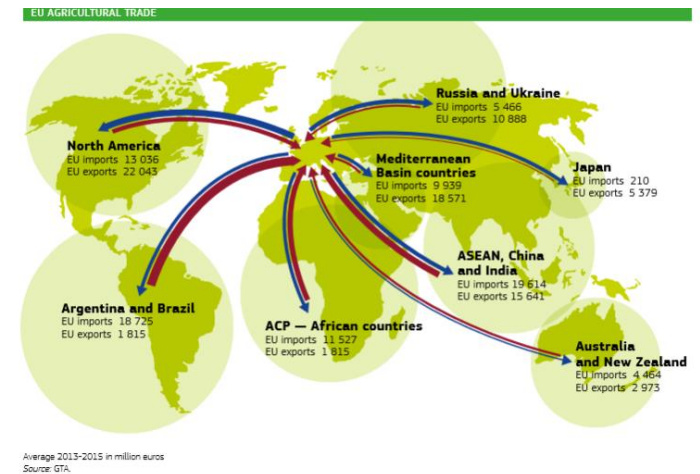 EU AGRICULTURAL TRADE
Russia and Ukraine
EU imports 5 466
EU exports 10 888
North America
EU imports 13 036
EU exports 22 043
Mediterranean
Basin countries
EU imports 9 939
EU exports 18 571
Japan
EU imports 210
EU exports 5 379
ASEAN, China
and India
EU imports 19 614
EU exports 15 641
Argentina and Brazil
EU imports 18 725
EU exports 1 815
ACP — African countries
EU imports 11 527
EU exports 1 815
Australia
and New Zealand
EU imports 4 464
EU exports 2 973
Average 2013-2015 in million euros
Source: GTA.